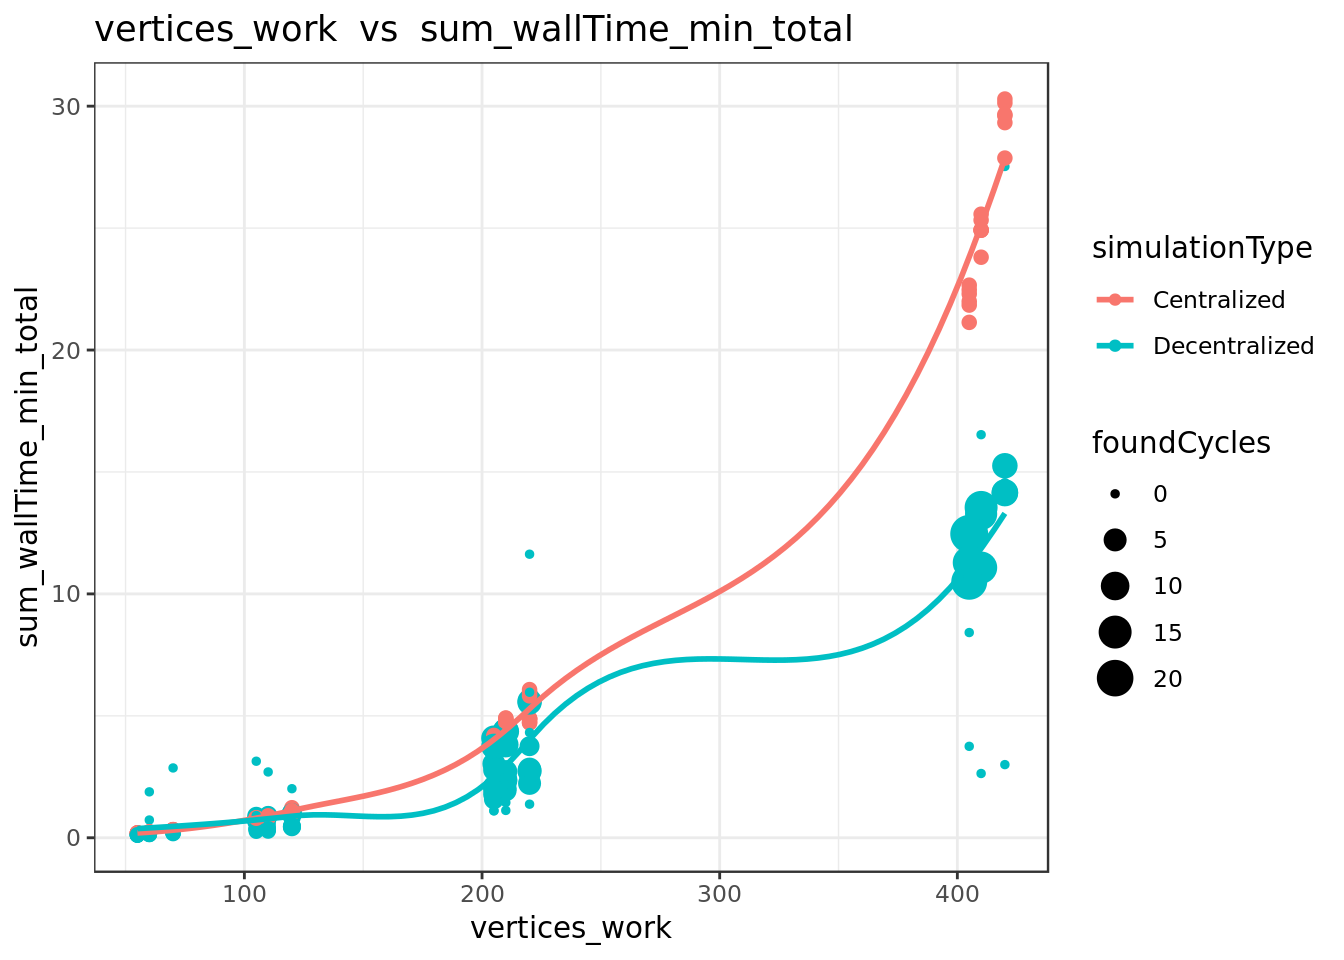 vertices_work vs sum_wallTime_min_total
sum_wallTime_min_total
30
20
10
0
100
200
300
400
vertices_work
simulationType
Centralized
Decentralized
foundCycles
0
5
10
15
20